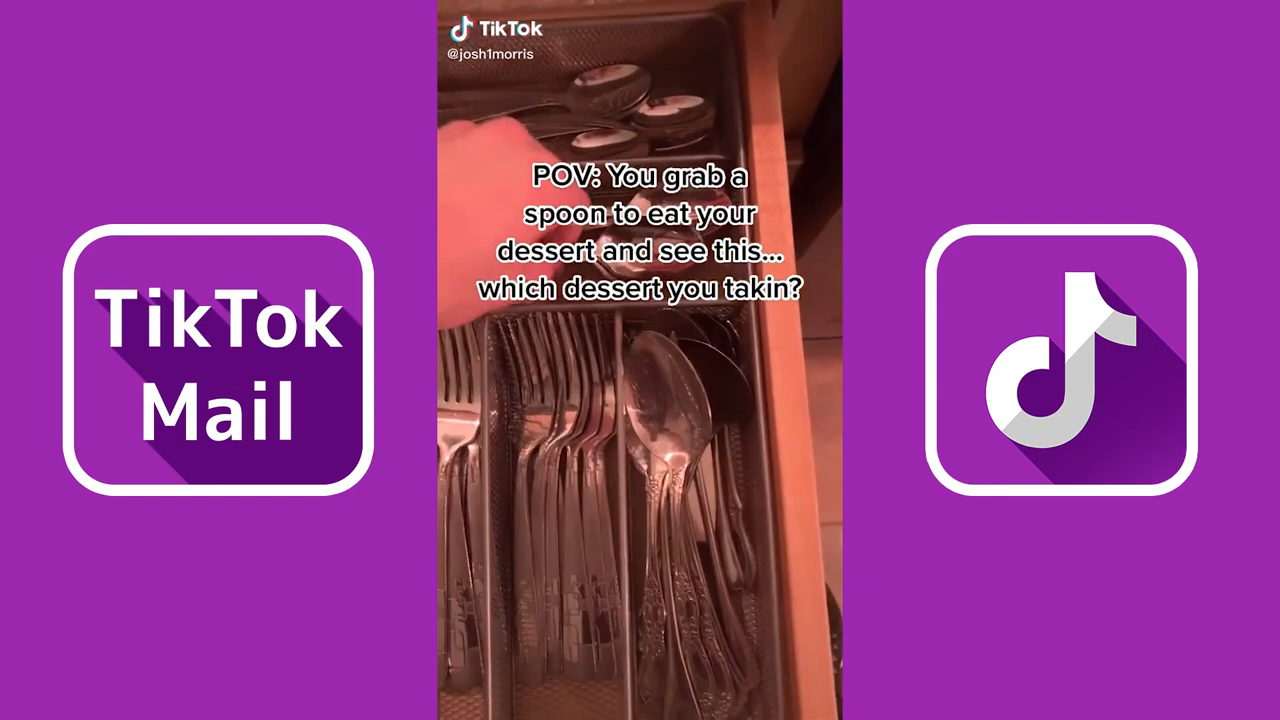 TikTok
@josh1morris
POV: You grab a
spoon to eat your
dessert and see this...
which dessert you takin?
TikTok
Mail